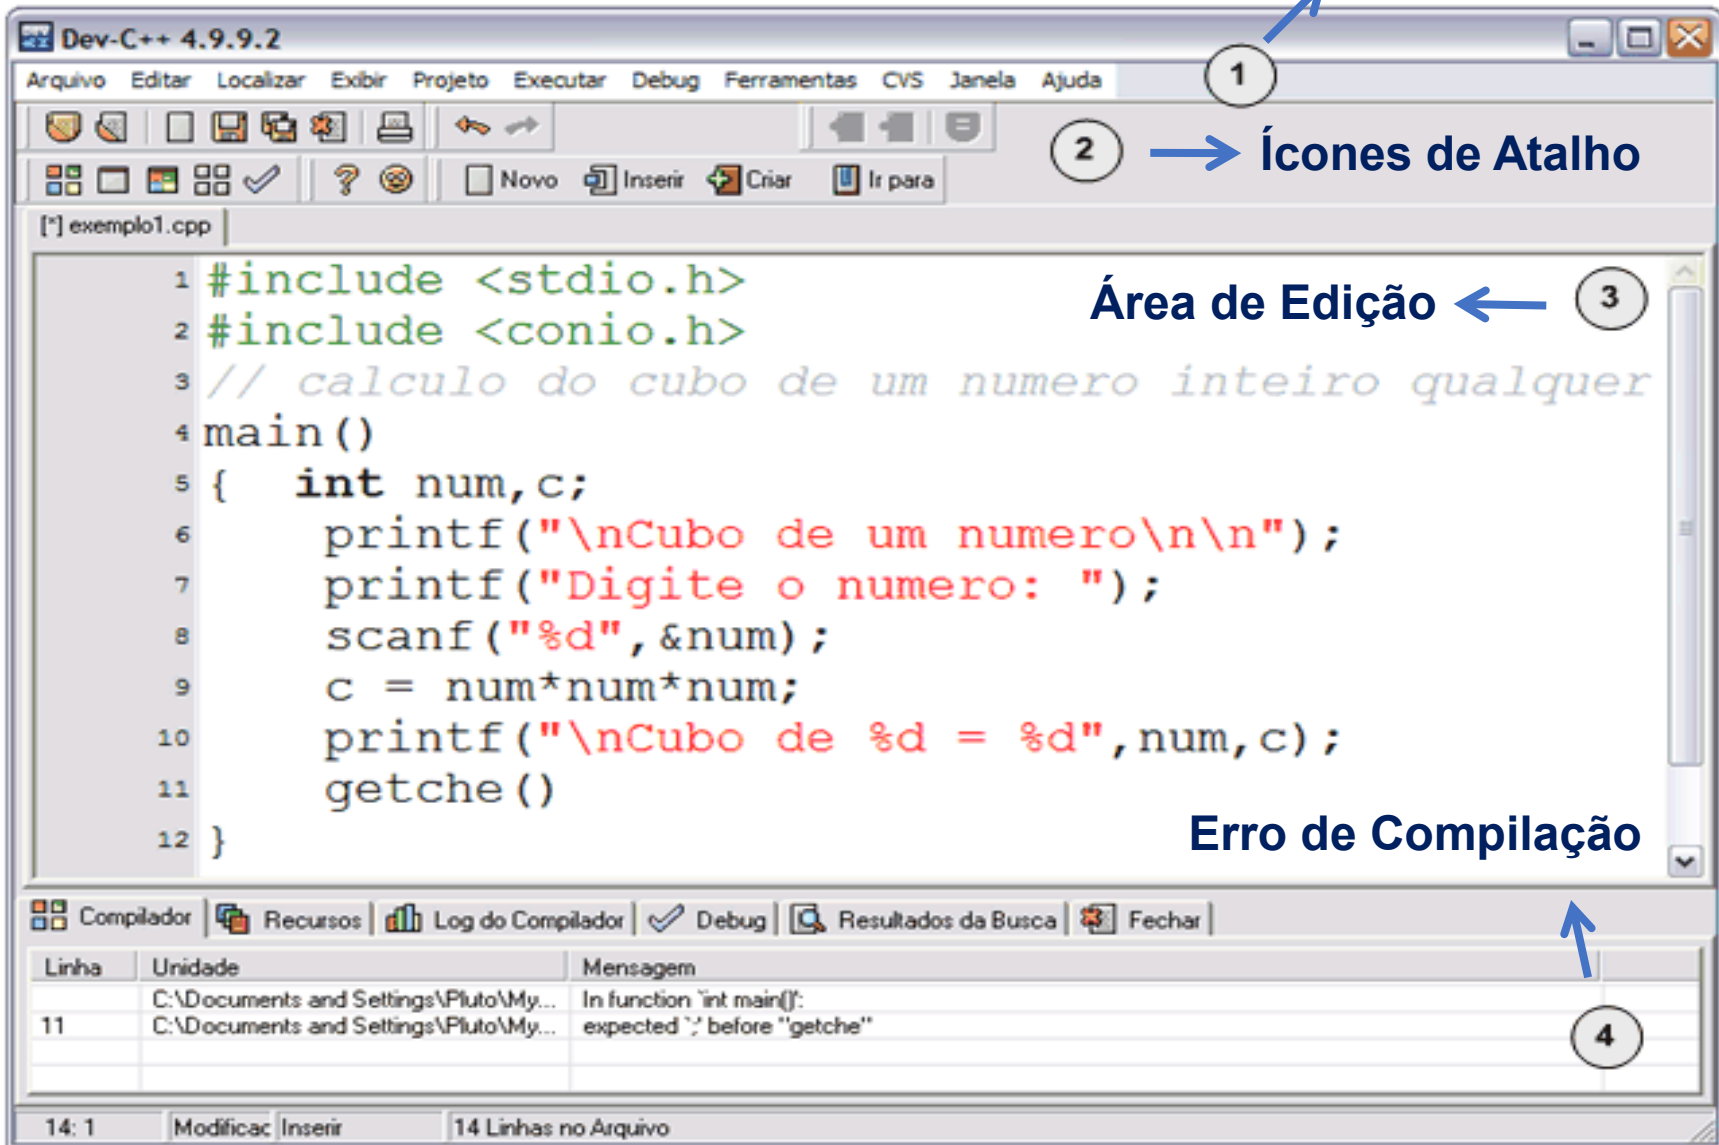 Dev-C++ 4.9.9.2
Arquivo Editar Localizar Exibir Projeto Executar Debug Ferramentas CVS Janela Ajuda
1
2
Ícones de Atalho
Novo Inserir Criar Ir para
[*] exemplo1.cpp
1 #include <stdio.h>
Área de Edição
3
2 #include <conio.h>
3 // calculo do cubo de um numero inteiro qualquer
4 main()
5 { int num,c;
6 printf("\nCubo de um numero\n\n");
7 printf("Digite o numero: ");
8 scanf("%d",&num);
9 c = num*num*num;
10 printf("\nCubo de %d = %d",num,c);
11 getche()
12 }
Erro de Compilação
Compilador Recursos Log do Compilador Debug Resultados da Busca Fechar
Linha Unidade Mensagem
C:\Documents and Settings\Pluto\My... In function `int main()':
11 C:\Documents and Settings\Pluto\My... expected `;' before "getche"
4
14: 1 Modificac Inserir 14 Linhas no Arquivo